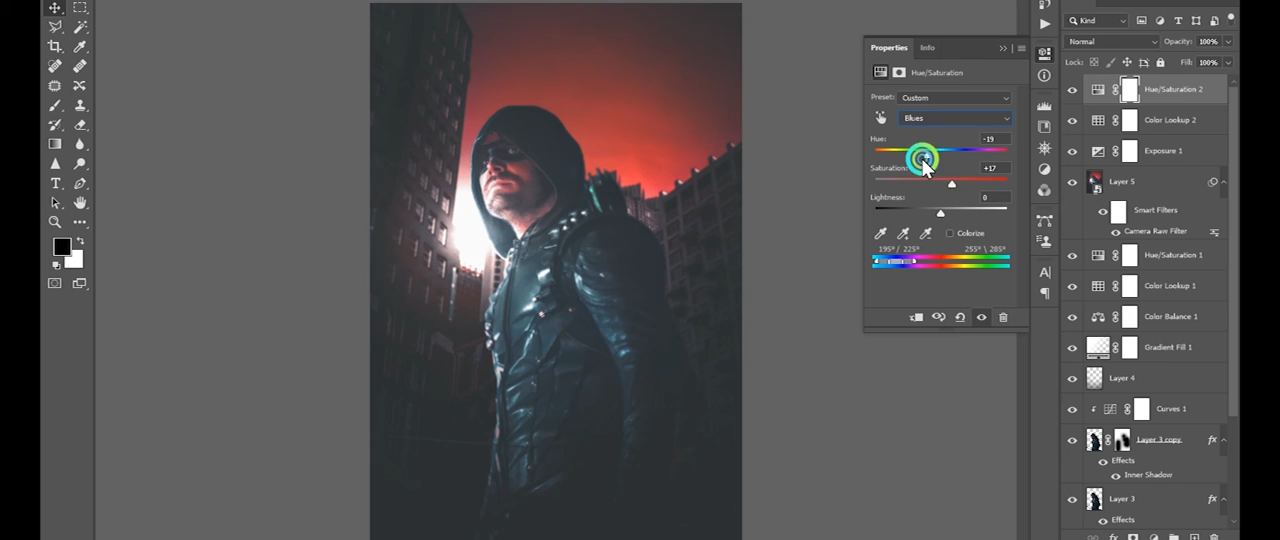 Properties
Info
Hue/Saturation
Preset: Custom
Blues
Hue: -19
Saturation: +17
Lightness: 0
Colorize
195°/ 225° 255° \ 285°
Kind
Normal Opacity: 100%
Lock: Fill: 100%
Hue/Saturation 2
Color Lookup 2
Exposure 1
Layer 5
Smart Filters
Camera Raw Filter
Hue/Saturation 1
Color Lookup 1
Color Balance 1
Gradient Fill 1
Layer 4
Curves 1
Layer 3 copy fx
Effects
Inner Shadow
Layer 3 fx
Effects